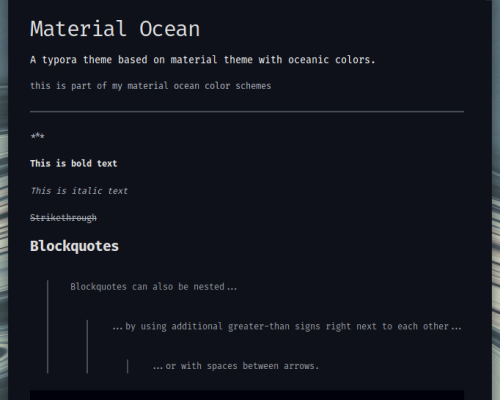 Material Ocean
A typora theme based on material theme with oceanic colors.
this is part of my material ocean color schemes
***
This is bold text
This is italic text
Strikethrough
Blockquotes
Blockquotes can also be nested...
...by using additional greater-than signs right next to each other...
...or with spaces between arrows.